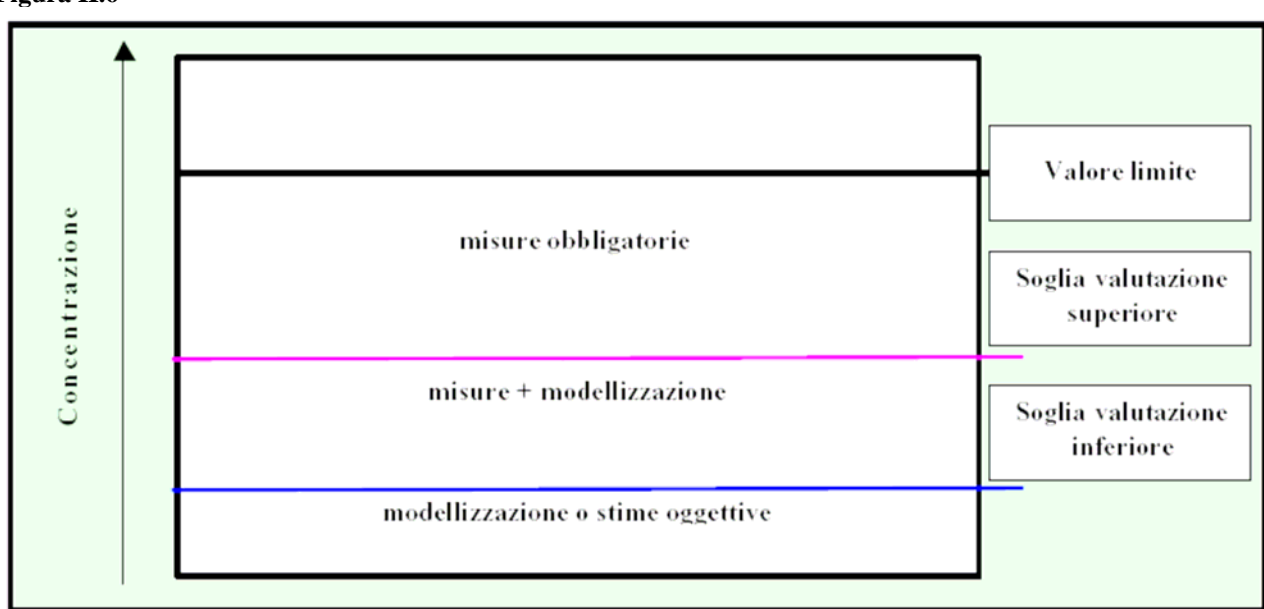 Figura II.6
Concentrazione
Valore limite
misure obbligatorie
Soglia valutazione
superiore
misure + modellizzazione
Soglia valutazione
inferiore
modellizzazione o stime oggettive